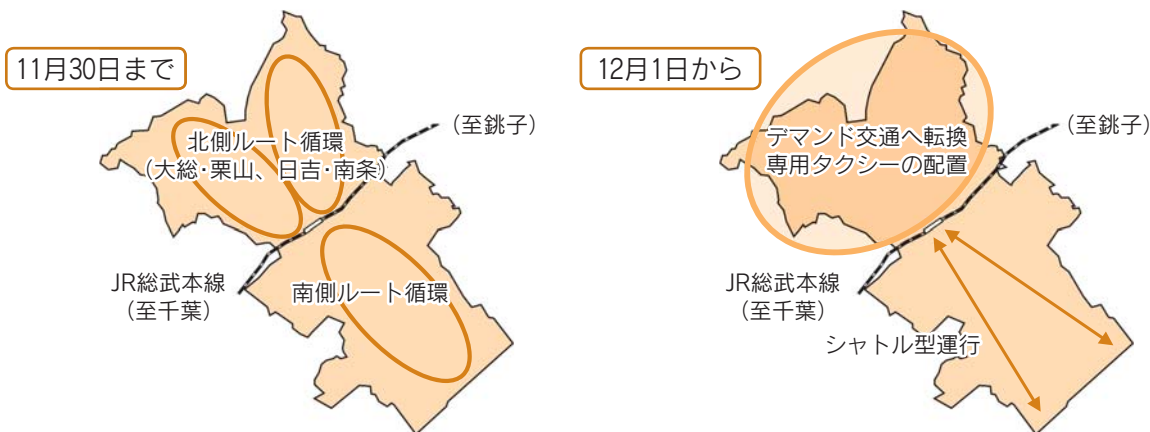 11月30日まで
北側ルート循環
(大総・栗山、日吉・南条)
(至銚子)
JR総武本線
(至千葉)
南側ルート循環
12月1日から
デマンド交通へ転換
専用タクシーの配置
(至銚子)
JR総武本線
(至千葉)
シャトル型運行